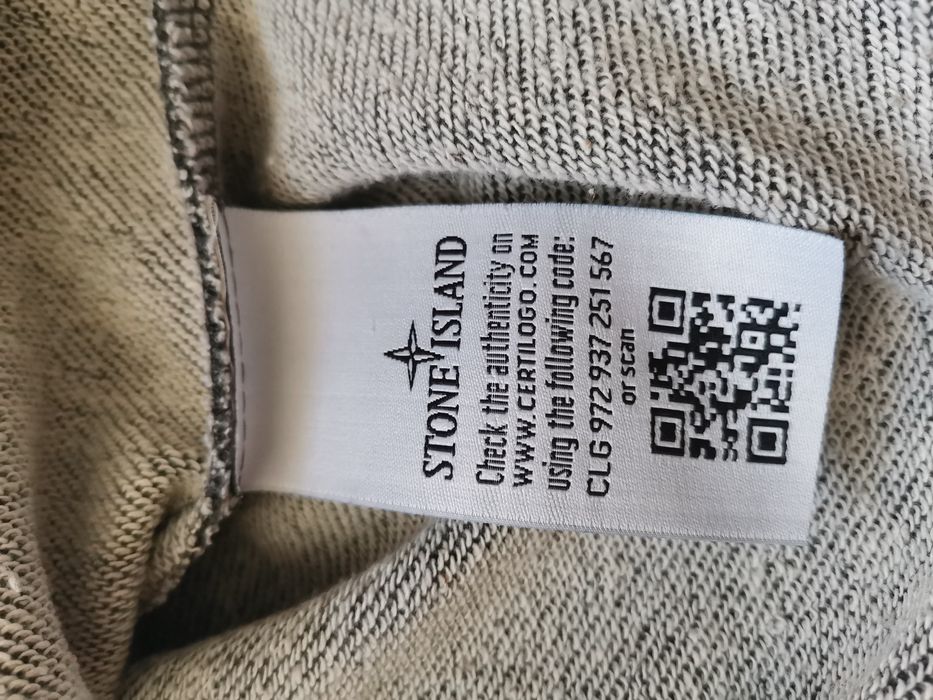 STONE ISLAND
Check the authenticity on
WWW.CERTILOGO.COM
using the following code:
CLG 972 937 251 567
or scan